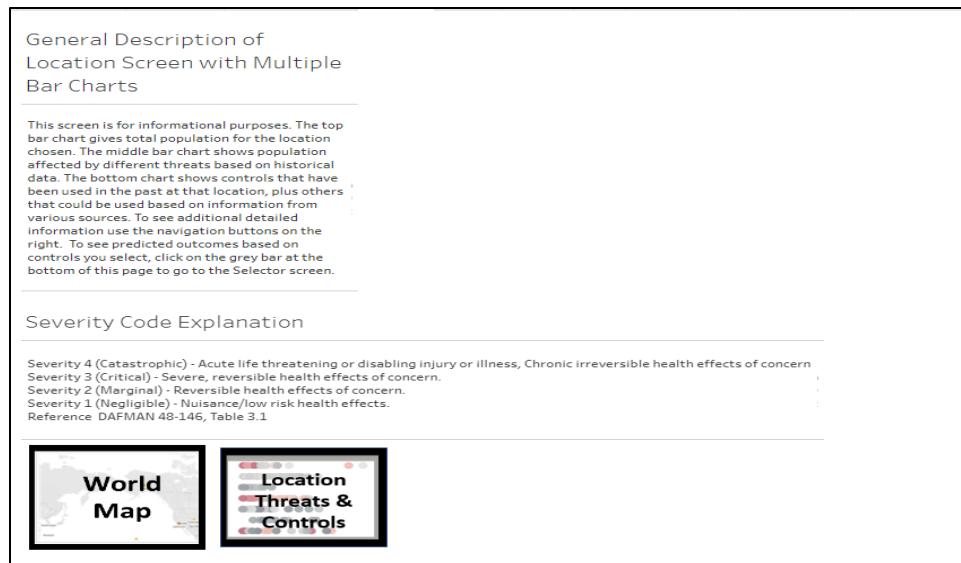 General Description of
Location Screen with Multiple
Bar Charts
This screen is for informational purposes. The top
bar chart gives total population for the location
chosen. The middle bar chart shows population
affected by different threats based on historical
data. The bottom chart shows controls that have
been used in the past at that location, plus others
that could be used based on information from
various sources. To see additional detailed
information use the navigation buttons on the
right.  To see predicted outcomes based on
controls you select, click on the grey bar at the
bottom of this page to go to the Selector screen.
Severity Code Explanation
Severity 4 (Catastrophic) - Acute life threatening or disabling injury or illness, Chronic irreversible health effects of concern
Severity 3 (Critical) - Severe, reversible health effects of concern.
Severity 2 (Marginal) - Reversible health effects of concern.
Severity 1 (Negligible) - Nuisance/low risk health effects.
Reference  DAFMAN 48-146, Table 3.1
World
Map
Location
Threats &
Controls